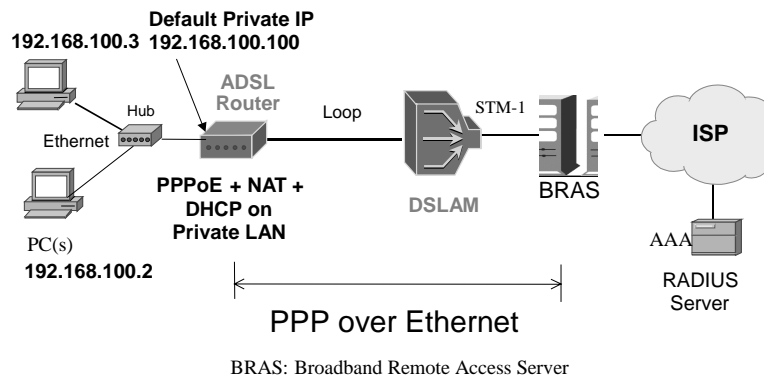 Default Private IP
192.168.100.3 192.168.100.100
ADSL
Router
Hub
Ethernet
Loop
STM-1
ISP
PPPoE + NAT +
DHCP on
Private LAN
DSLAM
BRAS
PC(s)
192.168.100.2
AAA
RADIUS
Server
PPP over Ethernet
BRAS: Broadband Remote Access Server